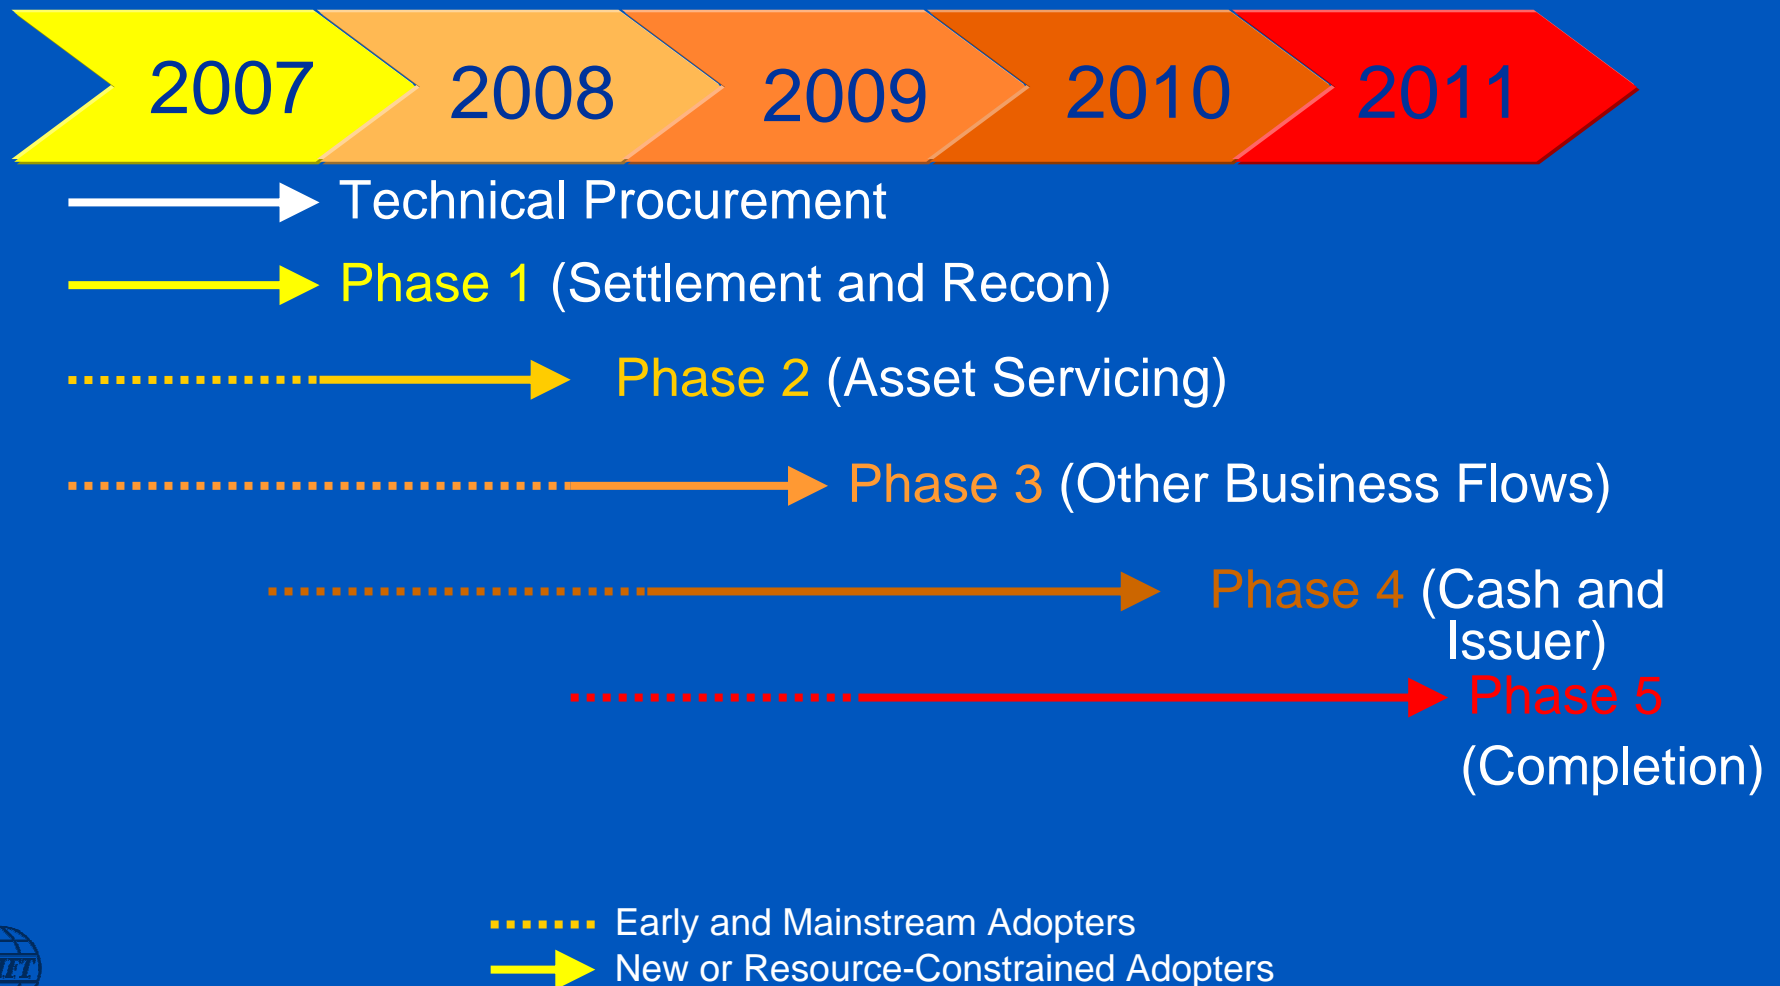 2007 2008 2009 2010 2011
Technical Procurement
Phase 1 (Settlement and Recon)
Phase 2 (Asset Servicing)
Phase 3 (Other Business Flows)
Phase 4 (Cash and
Issuer)
Phase 5
(Completion)
Early and Mainstream Adopters
New or Resource-Constrained Adopters